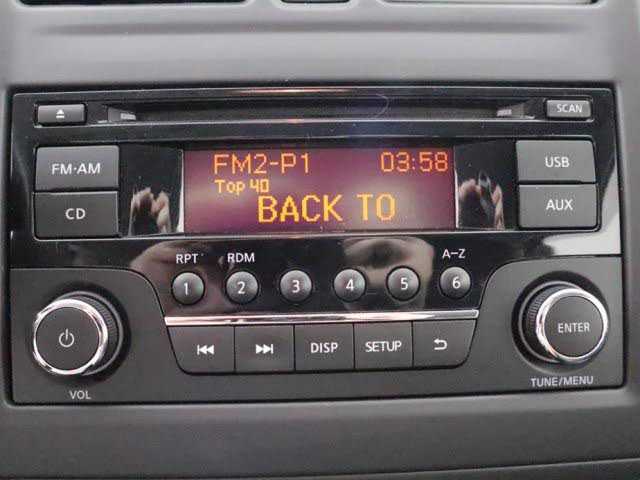 SCAN
FM·AM
CD
FM2-P1 03:58
Top 40
BACK TO
USB
AUX
RPT RDM A-Z
1 2 3 4 5 6
DISP SETUP
VOL
ENTER
TUNE/MENU